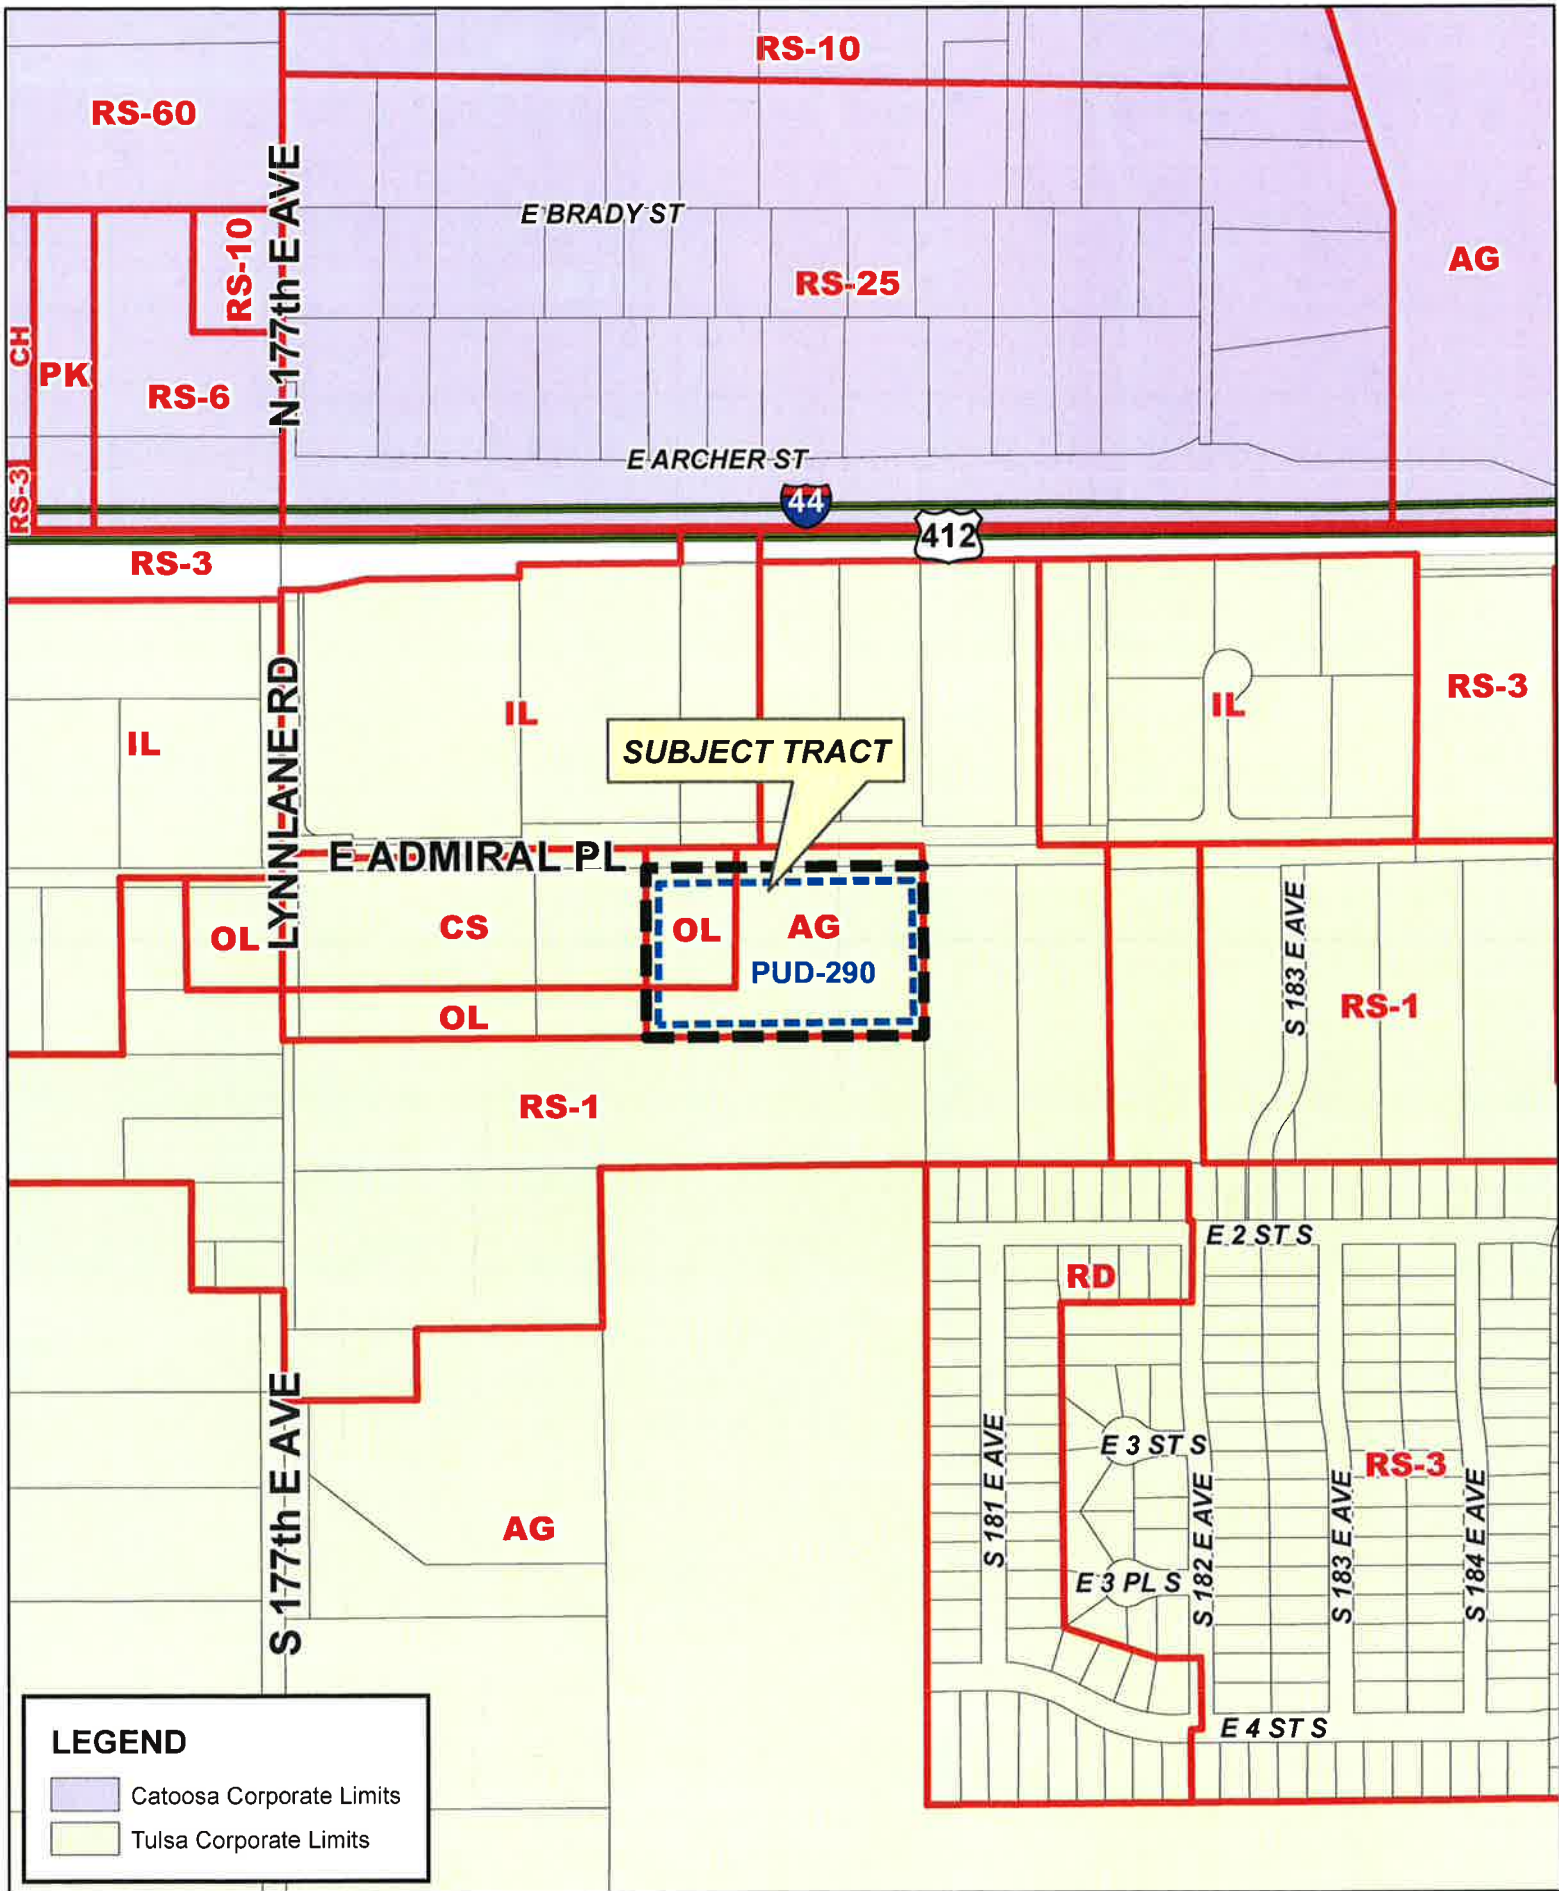 RS-10
RS-60
N 177th E AVE
E BRADY ST
RS-10
AG
RS-25
CH
PK
RS-6
E ARCHER ST
RS-3
44
412
RS-3
LYNNLANE RD
IL
IL
IL
RS-3
SUBJECT TRACT
E ADMIRAL PL
OL
CS
OL
AG
PUD-290
S 183 E AVE
RS-1
OL
RS-1
E 2 ST S
RD
S 177th E AVE
AG
S 181 E AVE
E 3 ST S
RS-3
S 182 E AVE
S 183 E AVE
S 184 E AVE
E 3 PL S
E 4 ST S
LEGEND
Catoosa Corporate Limits
Tulsa Corporate Limits